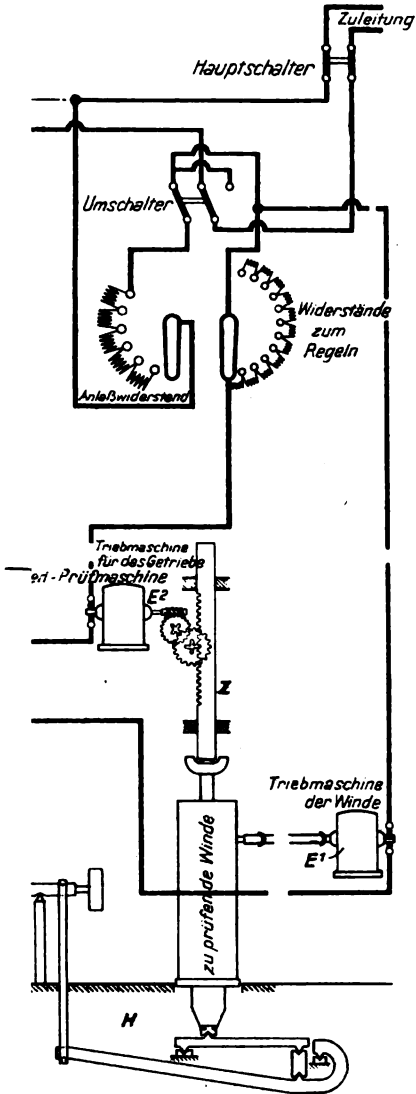 Zuleitung
Hauptschalter
Umschalter
Widerstände
zum
Regeln
Anlaßwiderstand
Triebmaschine
für das Getriebe
Prüfmaschine
E²
Z
Triebmaschine
der Winde
E¹
zu prüfende Winde
H